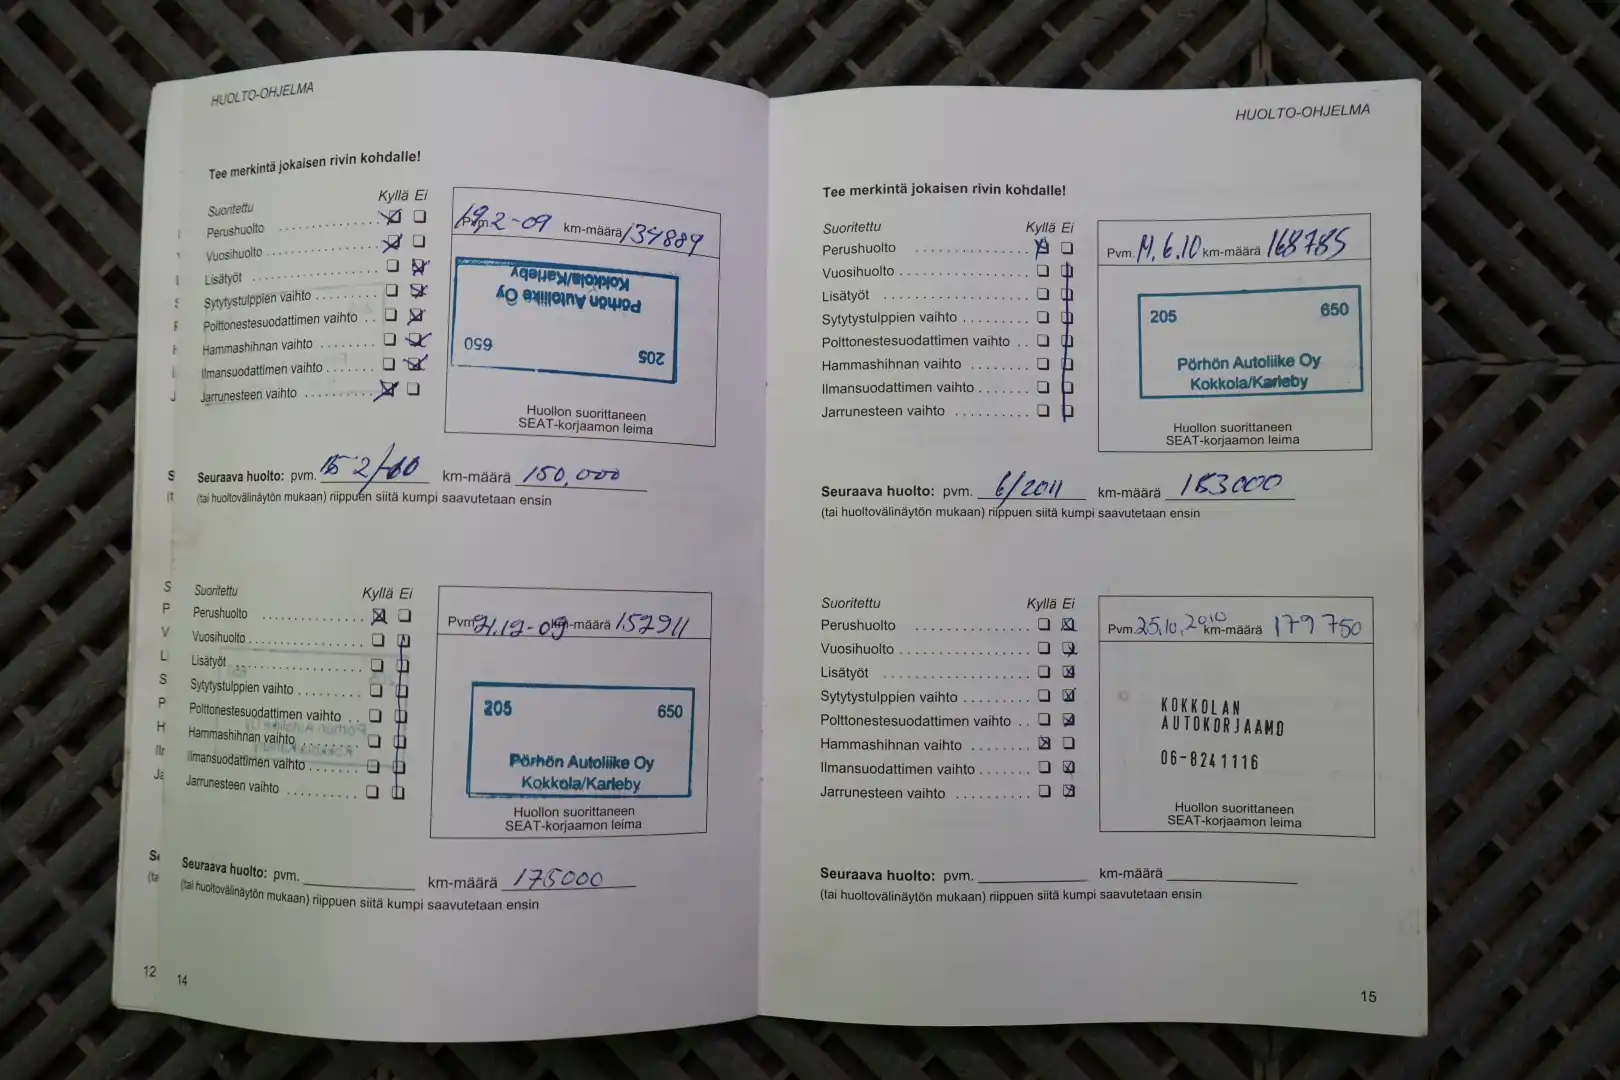 HUOLTO-OHJELMA
Tee merkintä jokaisen rivin kohdalle!
Suoritettu Kyllä Ei
Perushuolto
Vuosihuolto
Lisätyöt
Sytytystulppien vaihto
Polttonestesuodattimen vaihto
Hammashihnan vaihto
Ilmansuodattimen vaihto
Jarrunesteen vaihto
Pvm. 19,2-09 km-määrä 134889
Pörhön Autoliike Oy
Kokkola/Karleby
205 650
Huollon suorittaneen
SEAT-korjaamon leima
Seuraava huolto: pvm. km-määrä 150,000
(tai huoltovälinäytön mukaan) riippuen siitä kumpi saavutetaan ensin
Suoritettu Kyllä Ei
Perushuolto
Vuosihuolto
Lisätyöt
Sytytystulppien vaihto
Polttonestesuodattimen vaihto
Hammashihnan vaihto
Ilmansuodattimen vaihto
Jarrunesteen vaihto
Pvm. km-määrä 152911
205 650
Pörhön Autoliike Oy
Kokkola/Karleby
Huollon suorittaneen
SEAT-korjaamon leima
Seuraava huolto: pvm. km-määrä 175000
(tai huoltovälinäytön mukaan) riippuen siitä kumpi saavutetaan ensin
12 14
HUOLTO-OHJELMA
Tee merkintä jokaisen rivin kohdalle!
Suoritettu Kyllä Ei
Perushuolto
Vuosihuolto
Lisätyöt
Sytytystulppien vaihto
Polttonestesuodattimen vaihto
Hammashihnan vaihto
Ilmansuodattimen vaihto
Jarrunesteen vaihto
Pvm. km-määrä 168785
205 650
Pörhön Autoliike Oy
Kokkola/Karleby
Huollon suorittaneen
SEAT-korjaamon leima
Seuraava huolto: pvm. 6/2011 km-määrä 183000
(tai huoltovälinäytön mukaan) riippuen siitä kumpi saavutetaan ensin
Suoritettu Kyllä Ei
Perushuolto
Vuosihuolto
Lisätyöt
Sytytystulppien vaihto
Polttonestesuodattimen vaihto
Hammashihnan vaihto
Ilmansuodattimen vaihto
Jarrunesteen vaihto
Pvm. 25.10.2010 km-määrä 179 750
KOKKOLAN
AUTOKORJAAMO
06-8241116
Huollon suorittaneen
SEAT-korjaamon leima
Seuraava huolto: pvm. km-määrä
(tai huoltovälinäytön mukaan) riippuen siitä kumpi saavutetaan ensin
15